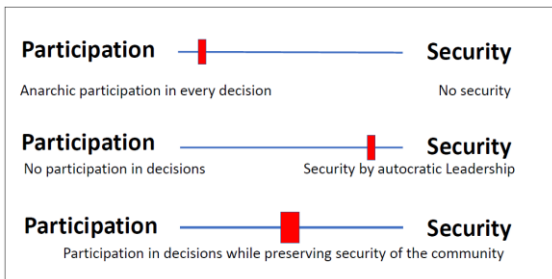 Participation Security
Anarchic participation in every decision No security
Participation Security
No participation in decisions Security by autocratic Leadership
Participation Security
Participation in decisions while preserving security of the community